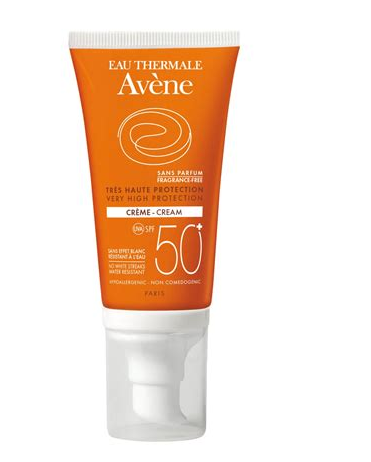 EAU THERMALE
Avène
SANS PARFUM
FRAGRANCE-FREE
TRÈS HAUTE PROTECTION
VERY HIGH PROTECTION
CRÈME - CREAM
UVA SPF 50+
SANS EFFET BLANC
RÉSISTANT À L'EAU
NO WHITE STREAKS
WATER RESISTANT
HYPOALLERGENIC - NON COMEDOGENIC
PARIS